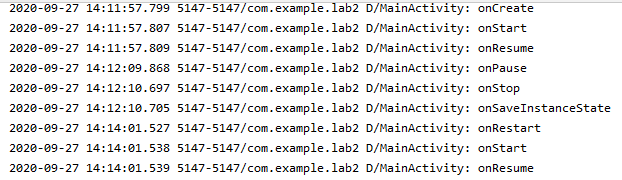 2020-09-27 14:11:57.799 5147-5147/com.example.lab2 D/MainActivity: onCreate
2020-09-27 14:11:57.807 5147-5147/com.example.lab2 D/MainActivity: onStart
2020-09-27 14:11:57.809 5147-5147/com.example.lab2 D/MainActivity: onResume
2020-09-27 14:12:09.868 5147-5147/com.example.lab2 D/MainActivity: onPause
2020-09-27 14:12:10.697 5147-5147/com.example.lab2 D/MainActivity: onStop
2020-09-27 14:12:10.705 5147-5147/com.example.lab2 D/MainActivity: onSaveInstanceState
2020-09-27 14:14:01.527 5147-5147/com.example.lab2 D/MainActivity: onRestart
2020-09-27 14:14:01.538 5147-5147/com.example.lab2 D/MainActivity: onStart
2020-09-27 14:14:01.539 5147-5147/com.example.lab2 D/MainActivity: onResume